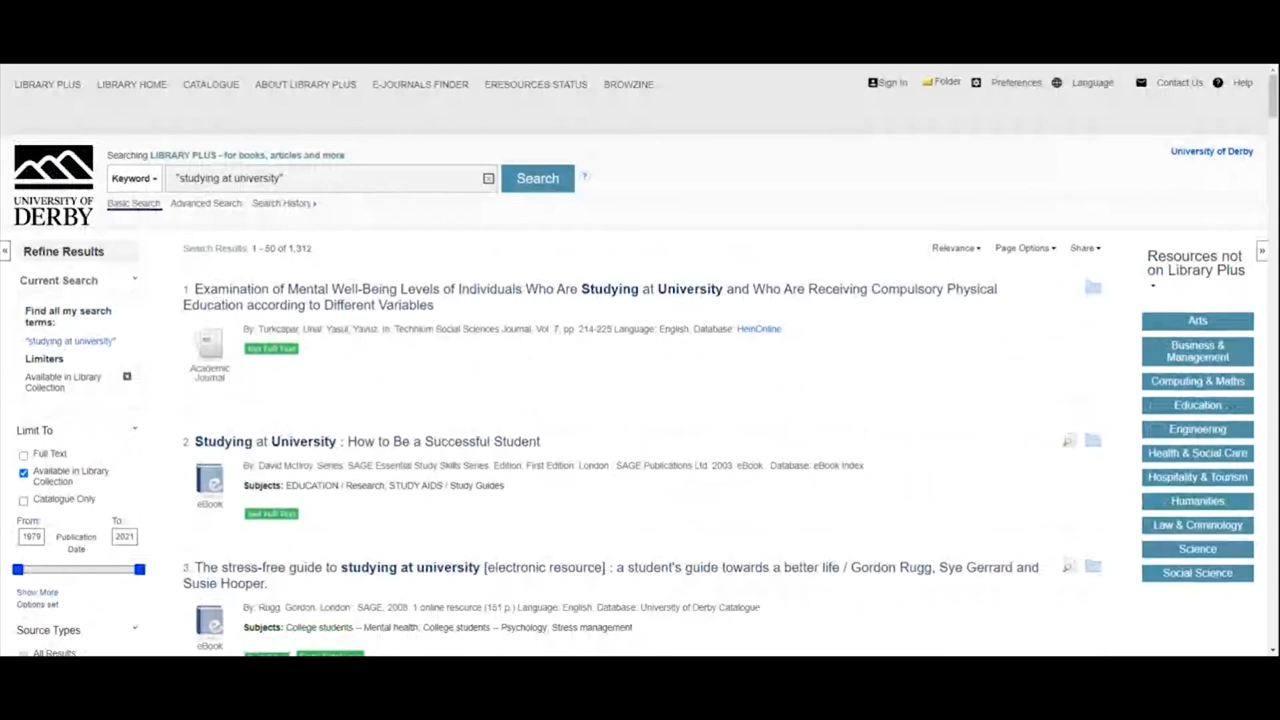 LIBRARY PLUS LIBRARY HOME CATALOGUE ABOUT LIBRARY PLUS E-JOURNALS FINDER ERESOURCES STATUS BROWZINE
Sign In Folder Preferences Language Contact Us Help
Searching LIBRARY PLUS - for books, articles and more
University of Derby
Keyword "studying at university" Search ?
UNIVERSITY OF
DERBY
Basic Search Advanced Search Search History
Refine Results
Current Search
Find all my search
terms:
"studying at university"
Limiters
Available in Library
Collection
Limit To
Full Text
Available in Library
Collection
Catalogue Only
From: To:
1979 Publication Date 2021
Show More
Options set
Source Types
All Results
Search Results: 1 - 50 of 1,312
Relevance Page Options Share
1. Examination of Mental Well-Being Levels of Individuals Who Are Studying at University and Who Are Receiving Compulsory Physical
Education according to Different Variables
By: Turkcapar, Unal; Yasul, Yavuz. In: Technium Social Sciences Journal, Vol. 7, pp. 214-225 Language: English, Database: HeinOnline
Get Full Text
Academic
Journal
2. Studying at University : How to Be a Successful Student
By: David McIlroy. Series: SAGE Essential Study Skills Series. Edition: First Edition. London : SAGE Publications Ltd. 2003. eBook. Database: eBook Index
Subjects: EDUCATION / Research; STUDY AIDS / Study Guides
eBook
Get Full Text
3. The stress-free guide to studying at university [electronic resource] : a student's guide towards a better life / Gordon Rugg, Sye Gerrard and
Susie Hooper.
By: Rugg, Gordon. London : SAGE, 2008. 1 online resource (161 p.) Language: English, Database: University of Derby Catalogue
Subjects: College students -- Mental health; College students -- Psychology; Stress management
eBook
Resources not
on Library Plus
Arts
Business &
Management
Computing & Maths
Education
Engineering
Health & Social Care
Hospitality & Tourism
Humanities
Law & Criminology
Science
Social Science